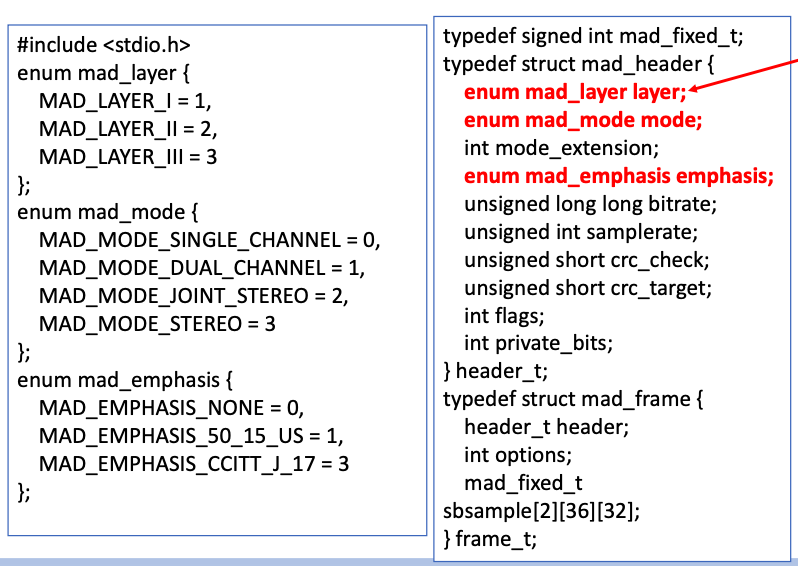 #include <stdio.h>
enum mad_layer {
MAD_LAYER_I = 1,
MAD_LAYER_II = 2,
MAD_LAYER_III = 3
};
enum mad_mode {
MAD_MODE_SINGLE_CHANNEL = 0,
MAD_MODE_DUAL_CHANNEL = 1,
MAD_MODE_JOINT_STEREO = 2,
MAD_MODE_STEREO = 3
};
enum mad_emphasis {
MAD_EMPHASIS_NONE = 0,
MAD_EMPHASIS_50_15_US = 1,
MAD_EMPHASIS_CCITT_J_17 = 3
};
typedef signed int mad_fixed_t;
typedef struct mad_header {
enum mad_layer layer;
enum mad_mode mode;
int mode_extension;
enum mad_emphasis emphasis;
unsigned long long bitrate;
unsigned int samplerate;
unsigned short crc_check;
unsigned short crc_target;
int flags;
int private_bits;
} header_t;
typedef struct mad_frame {
header_t header;
int options;
mad_fixed_t
sbsample[2][36][32];
} frame_t;